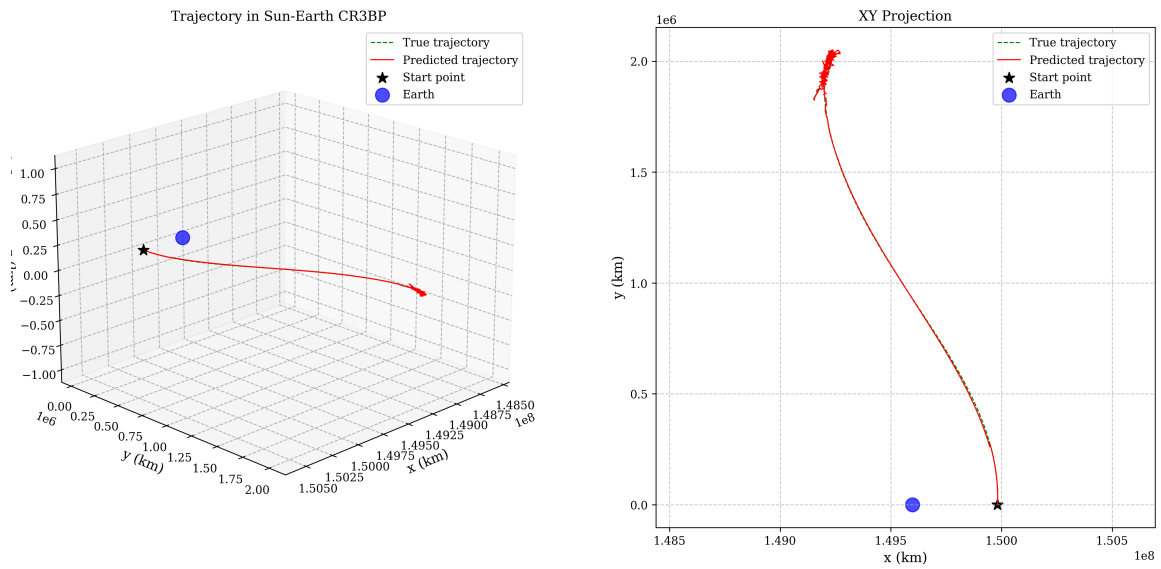 Trajectory in Sun-Earth CR3BP
True trajectory
Predicted trajectory
Start point
Earth
1.00
0.75
0.50
0.25
0.00
−0.25
−0.50
−0.75
−1.00
0.00
0.25
0.50
0.75
1.00
1.25
1.50
1.75
2.00
1e6
y (km)
1.4850
1.4875
1.4900
1.4925
1.4950
1.4975
1.5000
1.5025
1.5050
1e8
x (km)
XY Projection
1e6
True trajectory
Predicted trajectory
Start point
Earth
2.0
1.5
1.0
0.5
0.0
y (km)
1.485
1.490
1.495
1.500
1.505
1e8
x (km)